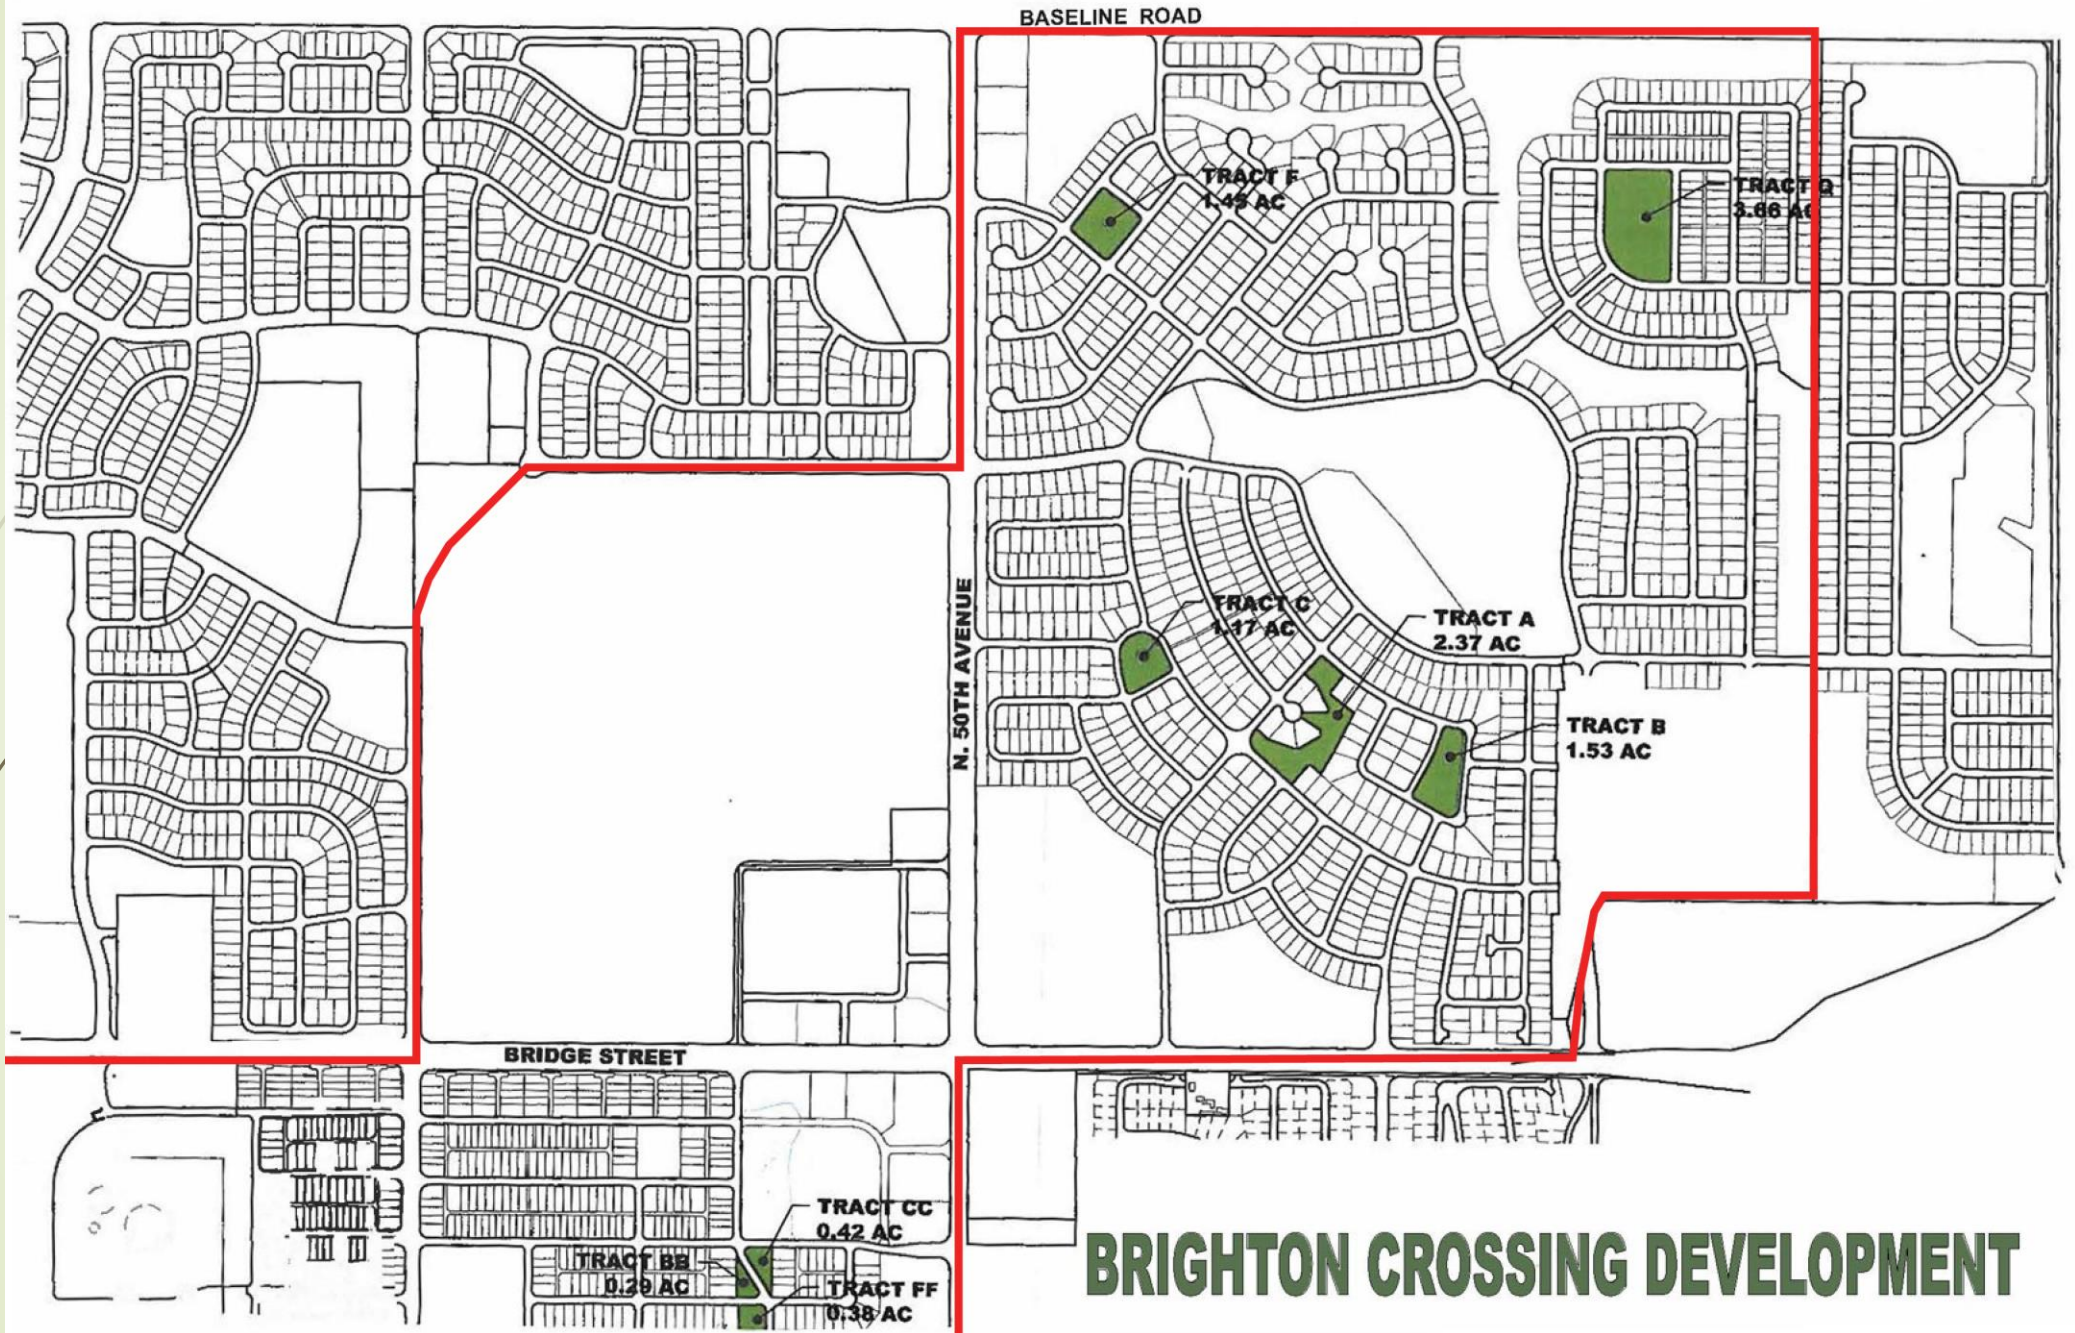 BASELINE ROAD
TRACT F
1.45 AC
TRACT Q
3.66 AC
TRACT C
1.17 AC
TRACT A
2.37 AC
N. 50TH AVENUE
TRACT B
1.53 AC
BRIDGE STREET
TRACT CC
0.42 AC
TRACT BB
0.29 AC
TRACT FF
0.38 AC
BRIGHTON CROSSING DEVELOPMENT